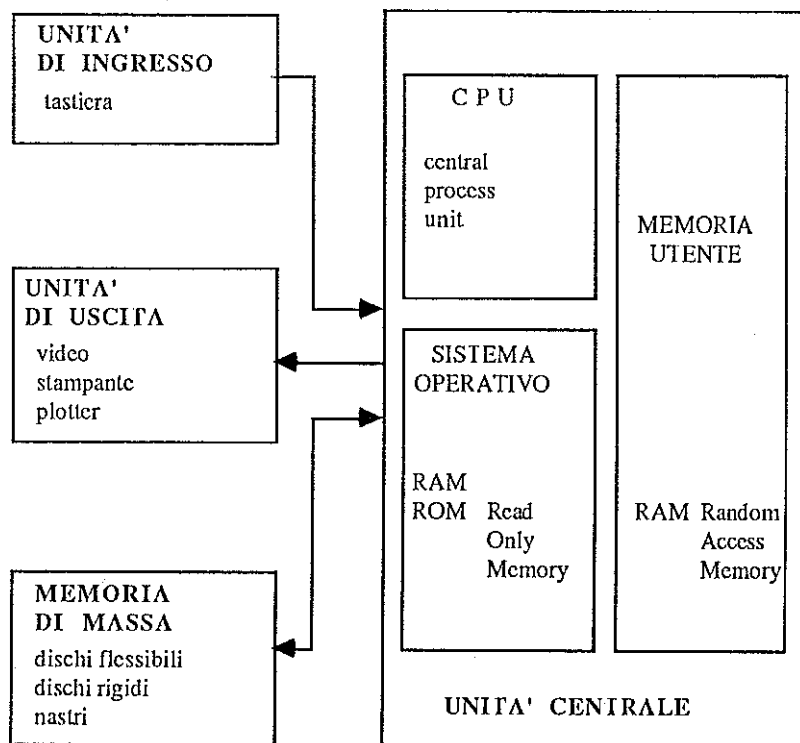 UNITA'
DI INGRESSO
tastiera
UNITA'
DI USCITA
video
stampante
plotter
MEMORIA
DI MASSA
dischi flessibili
dischi rigidi
nastri
C P U
central
process
unit
SISTEMA
OPERATIVO
RAM
ROM Read
Only
Memory
MEMORIA
UTENTE
RAM Random
Access
Memory
UNITA' CENTRALE